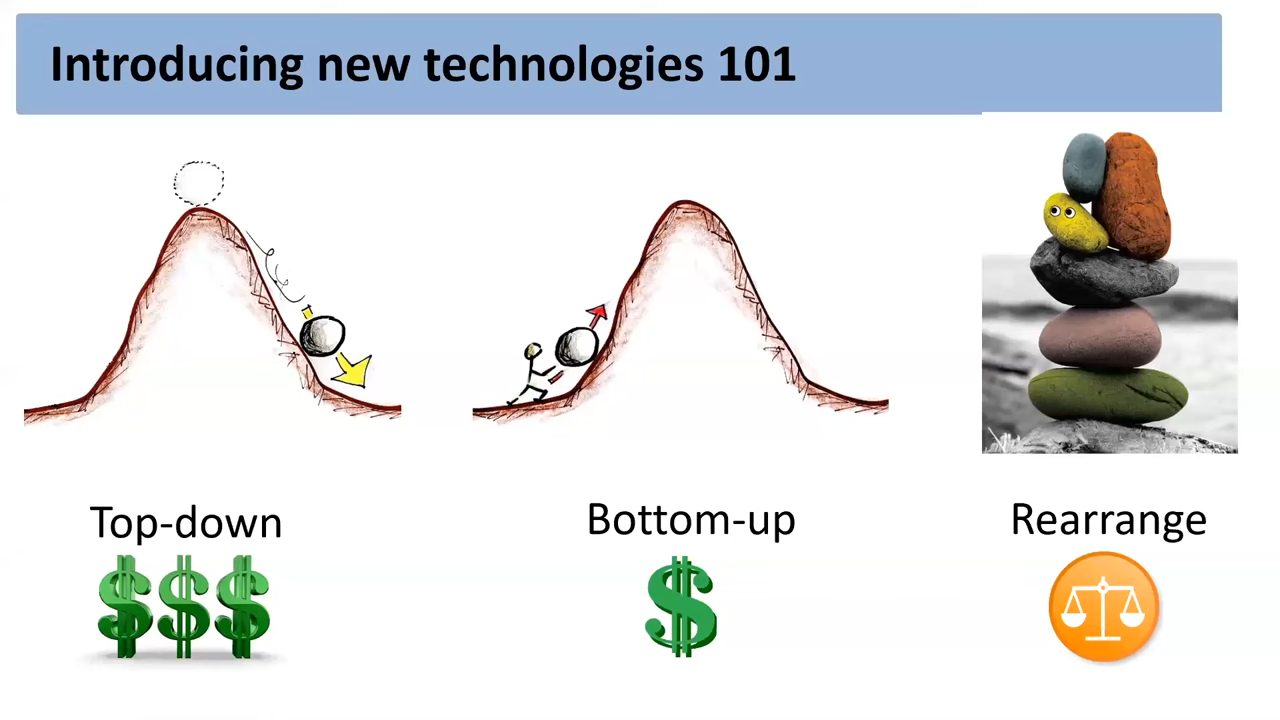 Introducing new technologies 101
Top-down
Bottom-up
Rearrange
$$$
$